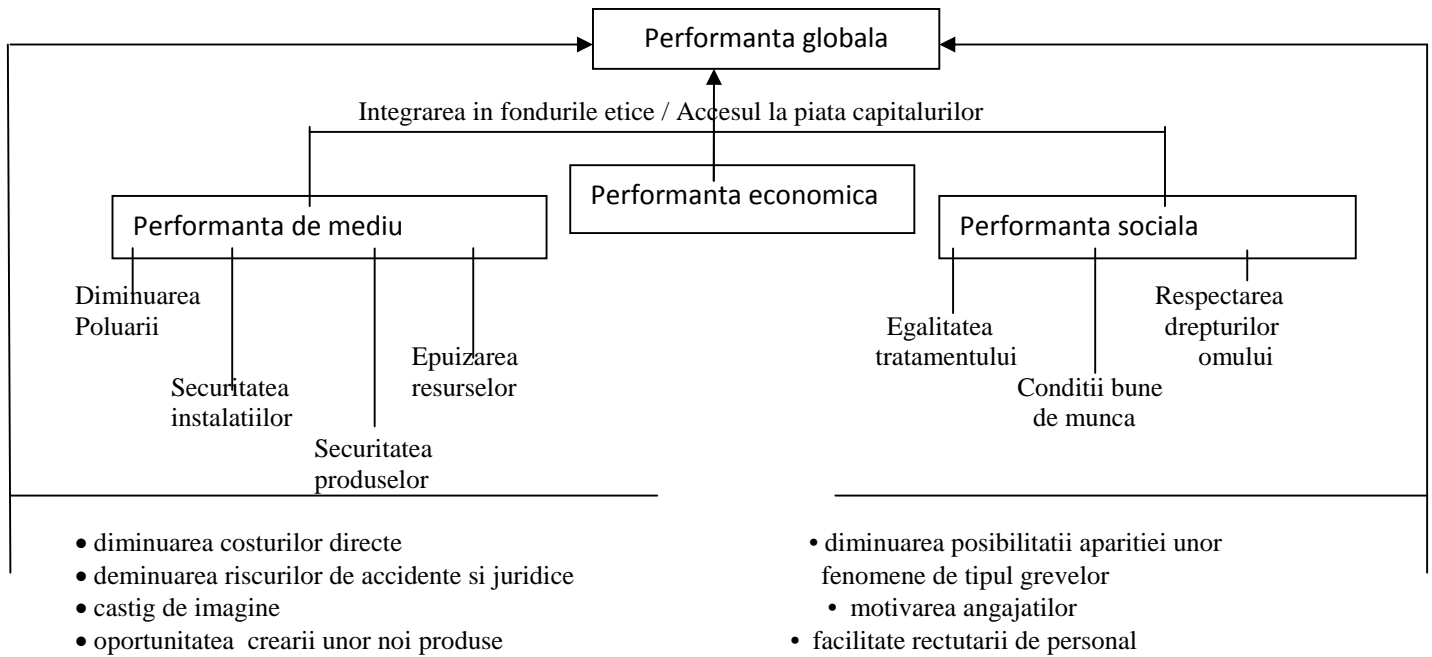 Performanta globala
Integrarea in fondurile etice / Accesul la piata capitalurilor
Performanta economica
Performanta de mediu
Performanta sociala
Diminuarea
Poluarii
Securitatea
instalatiilor
Securitatea
produselor
Epuizarea
resurselor
Egalitatea
tratamentului
Conditii bune
de munca
Respectarea
drepturilor
omului
• diminuarea costurilor directe
• deminuarea riscurilor de accidente si juridice
• castig de imagine
• oportunitatea crearii unor noi produse
• diminuarea posibilitatii aparitiei unor
fenomene de tipul grevelor
• motivarea angajatilor
• facilitate rectutarii de personal